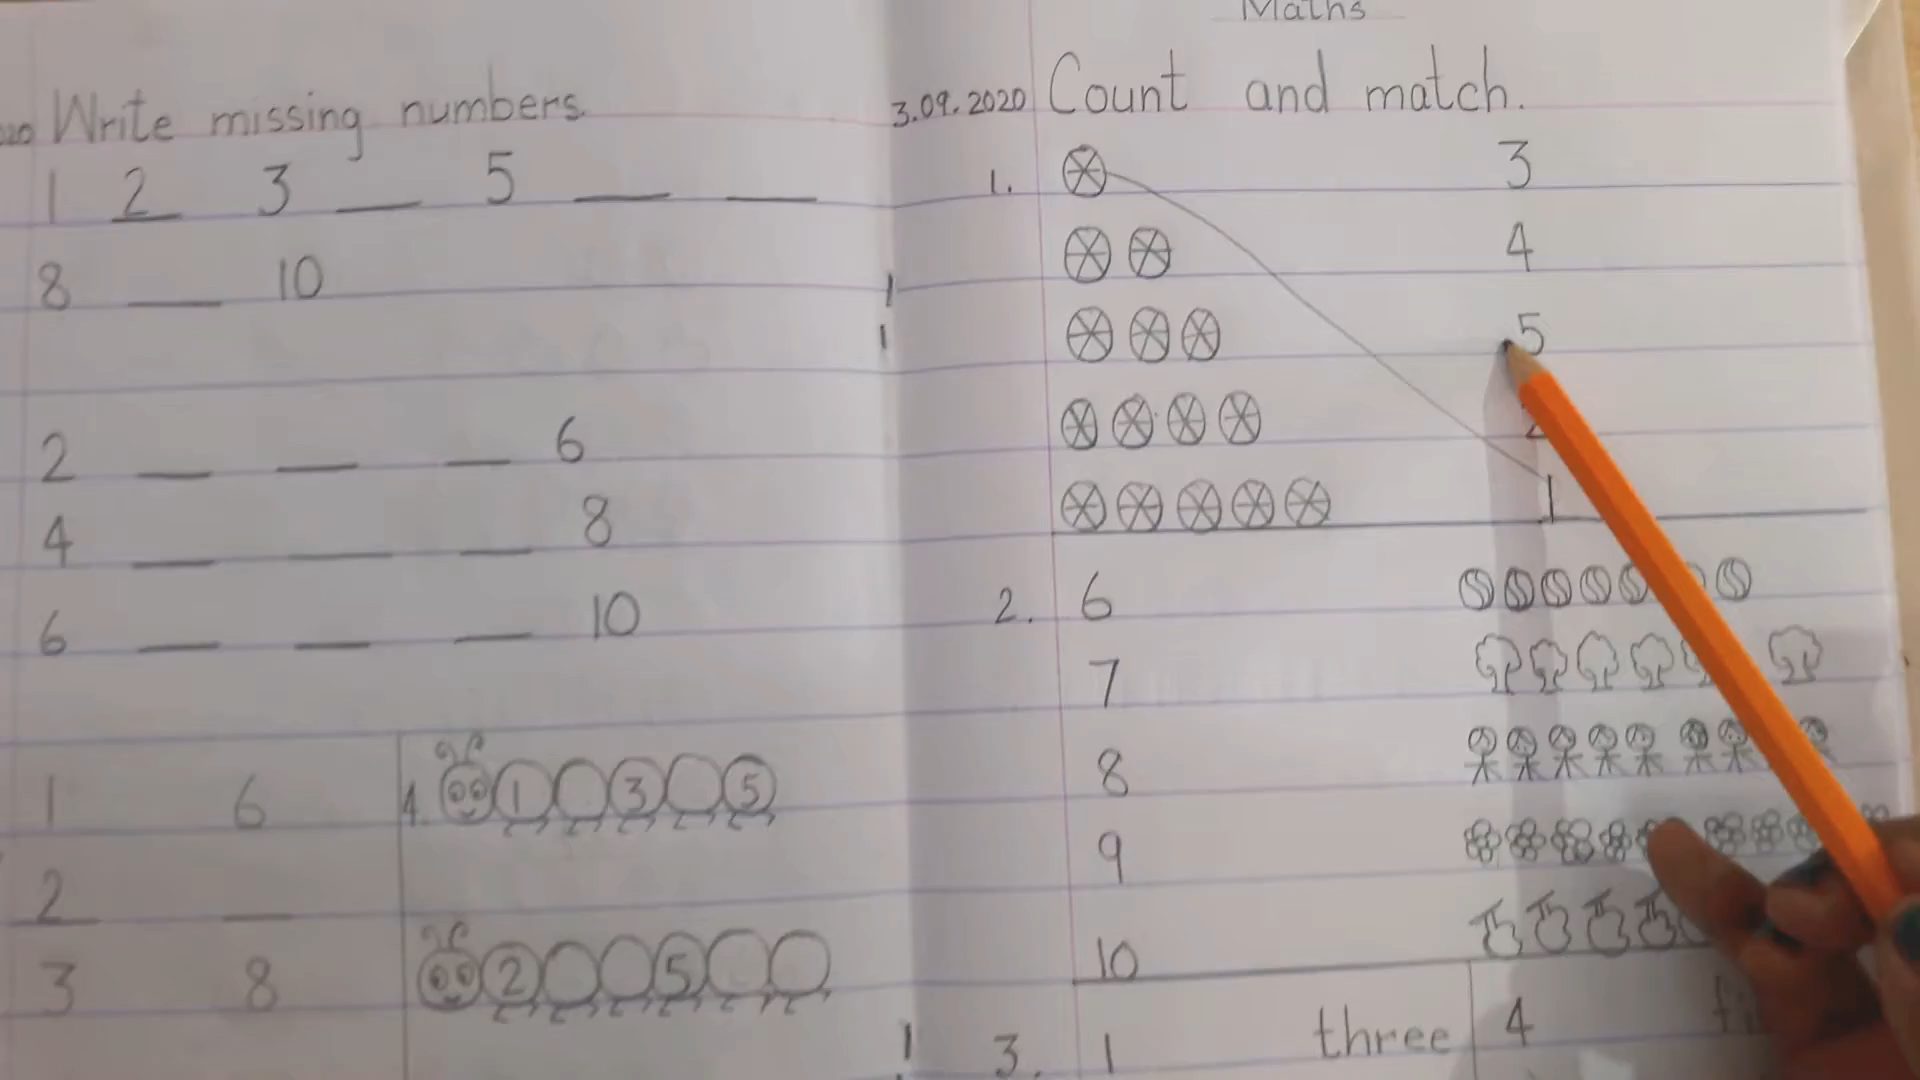 Write missing numbers.
1 2 3 __ 5 __ __
8 __ 10
2 __ __ __ 6
4 __ __ __ 8
6 __ __ __ 10
1 6
2 __
3 8
4. 1 3 5
2 5
Maths
3.09.2020 Count and match.
1. 3
4
5
2
1
2. 6
7
8
9
10
3. 1 three 4